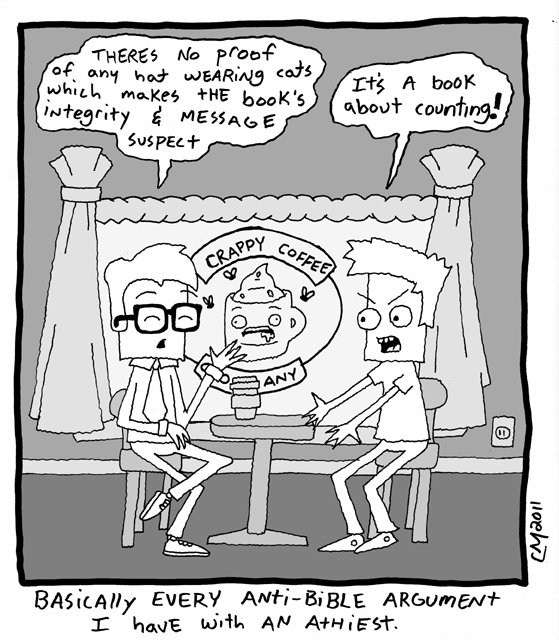 THERES NO PROOF
of any hat WEARING cats
which makes THE book's
integrity & MESSAGE
SUSPECT
It's A book
about counting!
CRAPPY COFFEE
ANY
CM2011
BASICALLY EVERY ANTI-BIBLE ARGUMENT
I have with AN AThiEST.